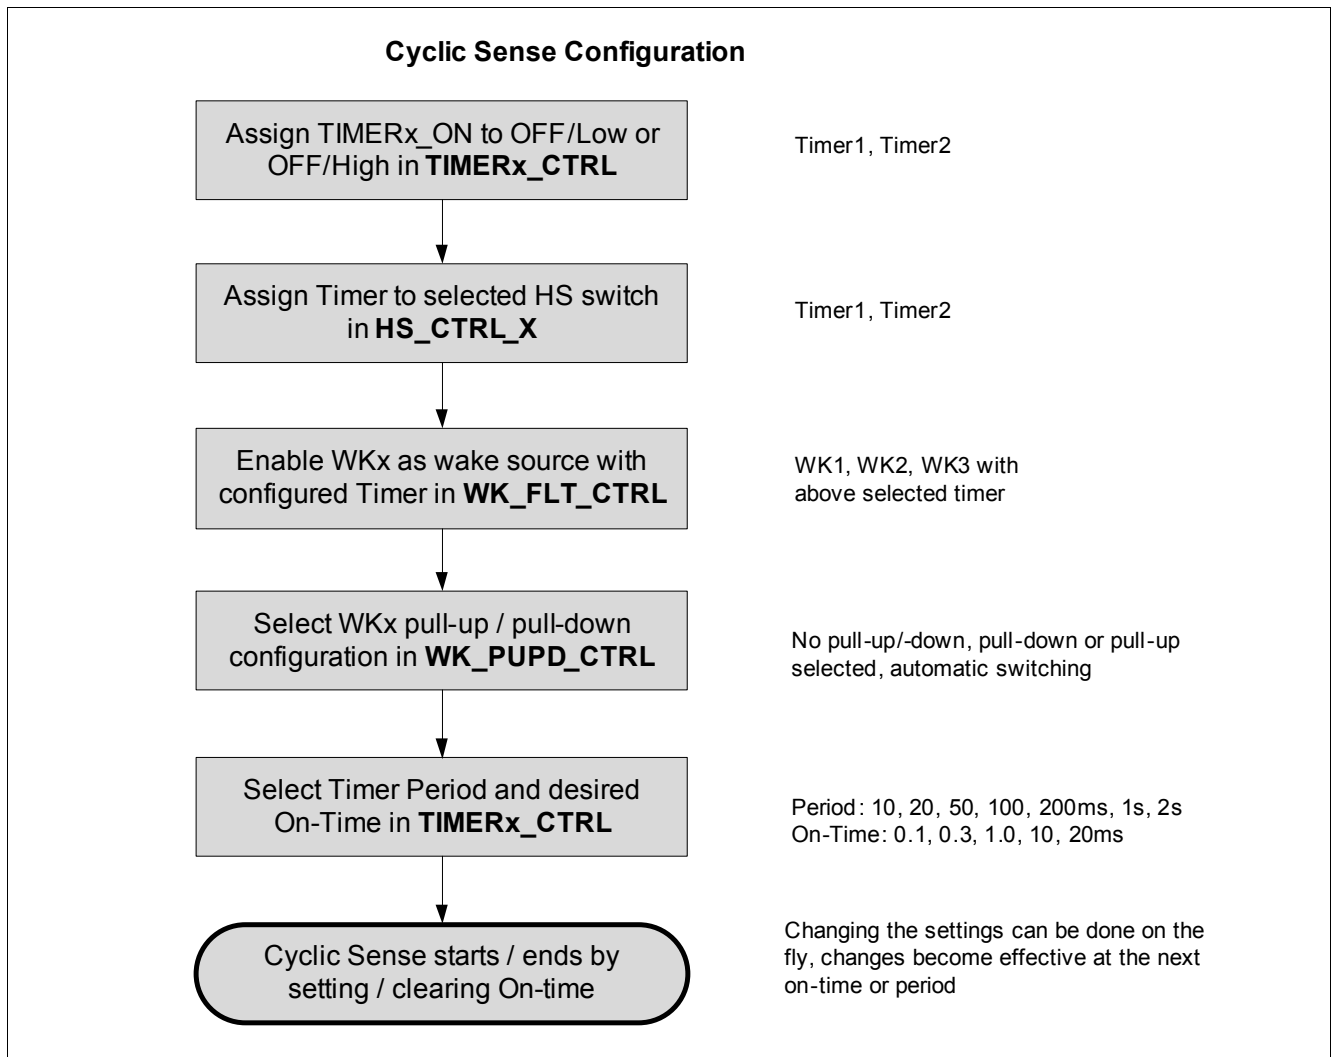 Cyclic Sense Configuration
Assign TIMERx_ON to OFF/Low or
OFF/High in TIMERx_CTRL
Timer1, Timer2
Assign Timer to selected HS switch
in HS_CTRL_X
Timer1, Timer2
Enable WKx as wake source with
configured Timer in WK_FLT_CTRL
WK1, WK2, WK3 with
above selected timer
Select WKx pull-up / pull-down
configuration in WK_PUPD_CTRL
No pull-up/-down, pull-down or pull-up
selected, automatic switching
Select Timer Period and desired
On-Time in TIMERx_CTRL
Period: 10, 20, 50, 100, 200ms, 1s, 2s
On-Time: 0.1, 0.3, 1.0, 10, 20ms
Cyclic Sense starts / ends by
setting / clearing On-time
Changing the settings can be done on the
fly, changes become effective at the next
on-time or period